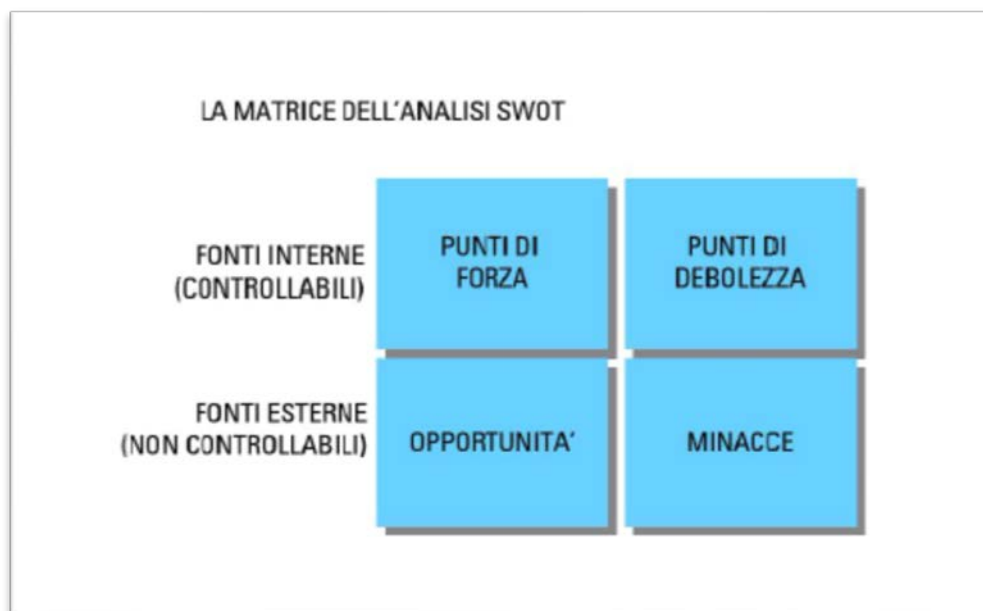 LA MATRICE DELL'ANALISI SWOT
FONTI INTERNE
(CONTROLLABILI)
PUNTI DI
FORZA
PUNTI DI
DEBOLEZZA
FONTI ESTERNE
(NON CONTROLLABILI)
OPPORTUNITA'
MINACCE